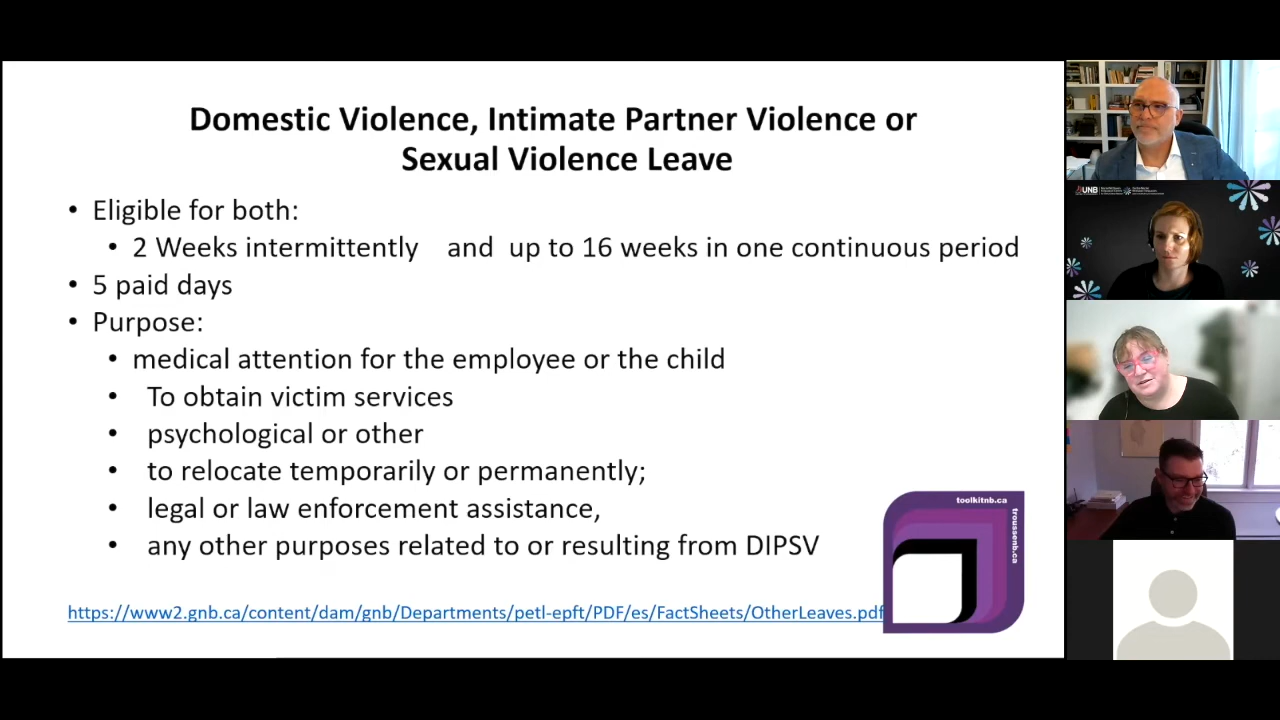 Domestic Violence, Intimate Partner Violence or
Sexual Violence Leave
• Eligible for both:
• 2 Weeks intermittently and up to 16 weeks in one continuous period
• 5 paid days
• Purpose:
• medical attention for the employee or the child
• To obtain victim services
• psychological or other
• to relocate temporarily or permanently;
• legal or law enforcement assistance,
• any other purposes related to or resulting from DIPSV
https://www2.gnb.ca/content/dam/gnb/Departments/petl-epft/PDF/es/FactSheets/OtherLeaves.pdf
toolkitnb.ca
troussenb.ca
UNB